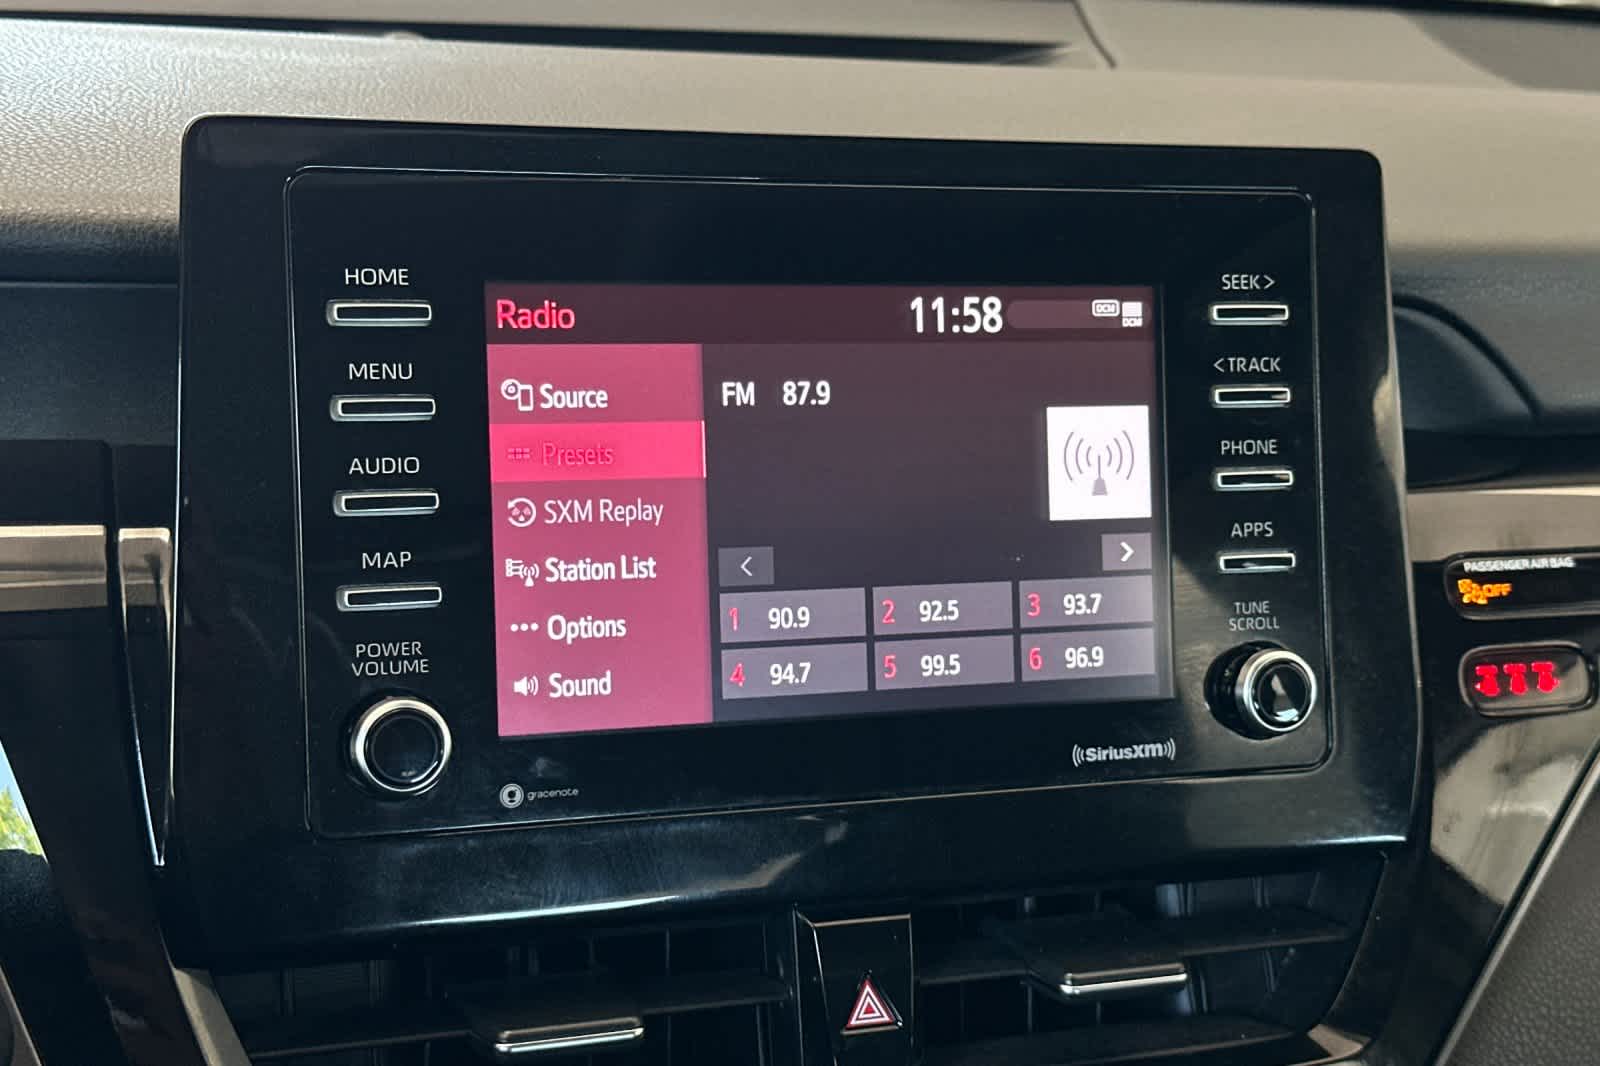 HOME
MENU
AUDIO
MAP
POWER
VOLUME
Radio
11:58
DCM
DCM
Source
Presets
SXM Replay
Station List
Options
Sound
FM 87.9
<
>
1 90.9
2 92.5
3 93.7
4 94.7
5 99.5
6 96.9
SEEK >
< TRACK
PHONE
APPS
TUNE
SCROLL
gracenote
((SiriusXM))
PASSENGER AIR BAG
OFF